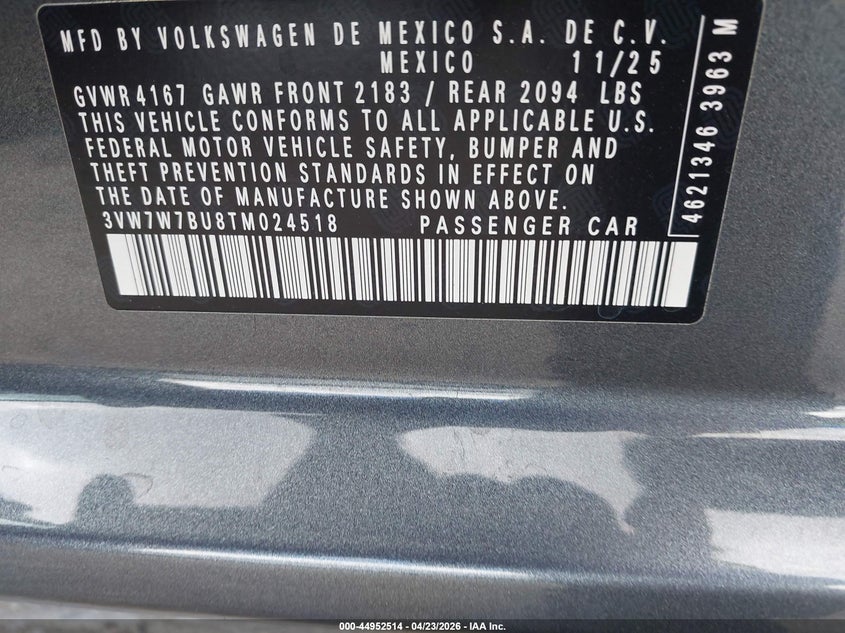 MFD BY VOLKSWAGEN DE MEXICO S.A. DE C.V.
MEXICO 11/25
GVWR 4167 GAWR FRONT 2183 / REAR 2094 LBS
THIS VEHICLE CONFORMS TO ALL APPLICABLE U.S.
FEDERAL MOTOR VEHICLE SAFETY, BUMPER AND
THEFT PREVENTION STANDARDS IN EFFECT ON
THE DATE OF MANUFACTURE SHOWN ABOVE.
3VW7W7BU8TM024518 PASSENGER CAR
4621346 3963 M
000-44952514 - 04/23/2026 - IAA Inc.